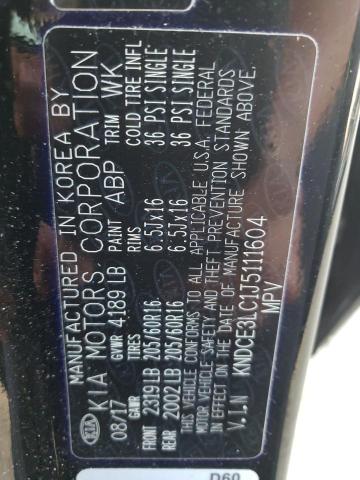 MANUFACTURED IN KOREA BY
KIA MOTORS CORPORATION
08/17 GVWR 4189 LB PAINT ABP TRIM WK
GAWR TIRES RIMS COLD TIRE INFL
FRONT 2319 LB 205/60R16 6.5JX16 36 PSI SINGLE
REAR 2002 LB 205/60R16 6.5JX16 36 PSI SINGLE
THIS VEHICLE CONFORMS TO ALL APPLICABLE U.S.A. FEDERAL
MOTOR VEHICLE SAFETY AND THEFT PREVENTION STANDARDS
IN EFFECT ON THE DATE OF MANUFACTURE SHOWN ABOVE.
V.I.N KNDCE3LC1J5111604
MPV
KIA
D60